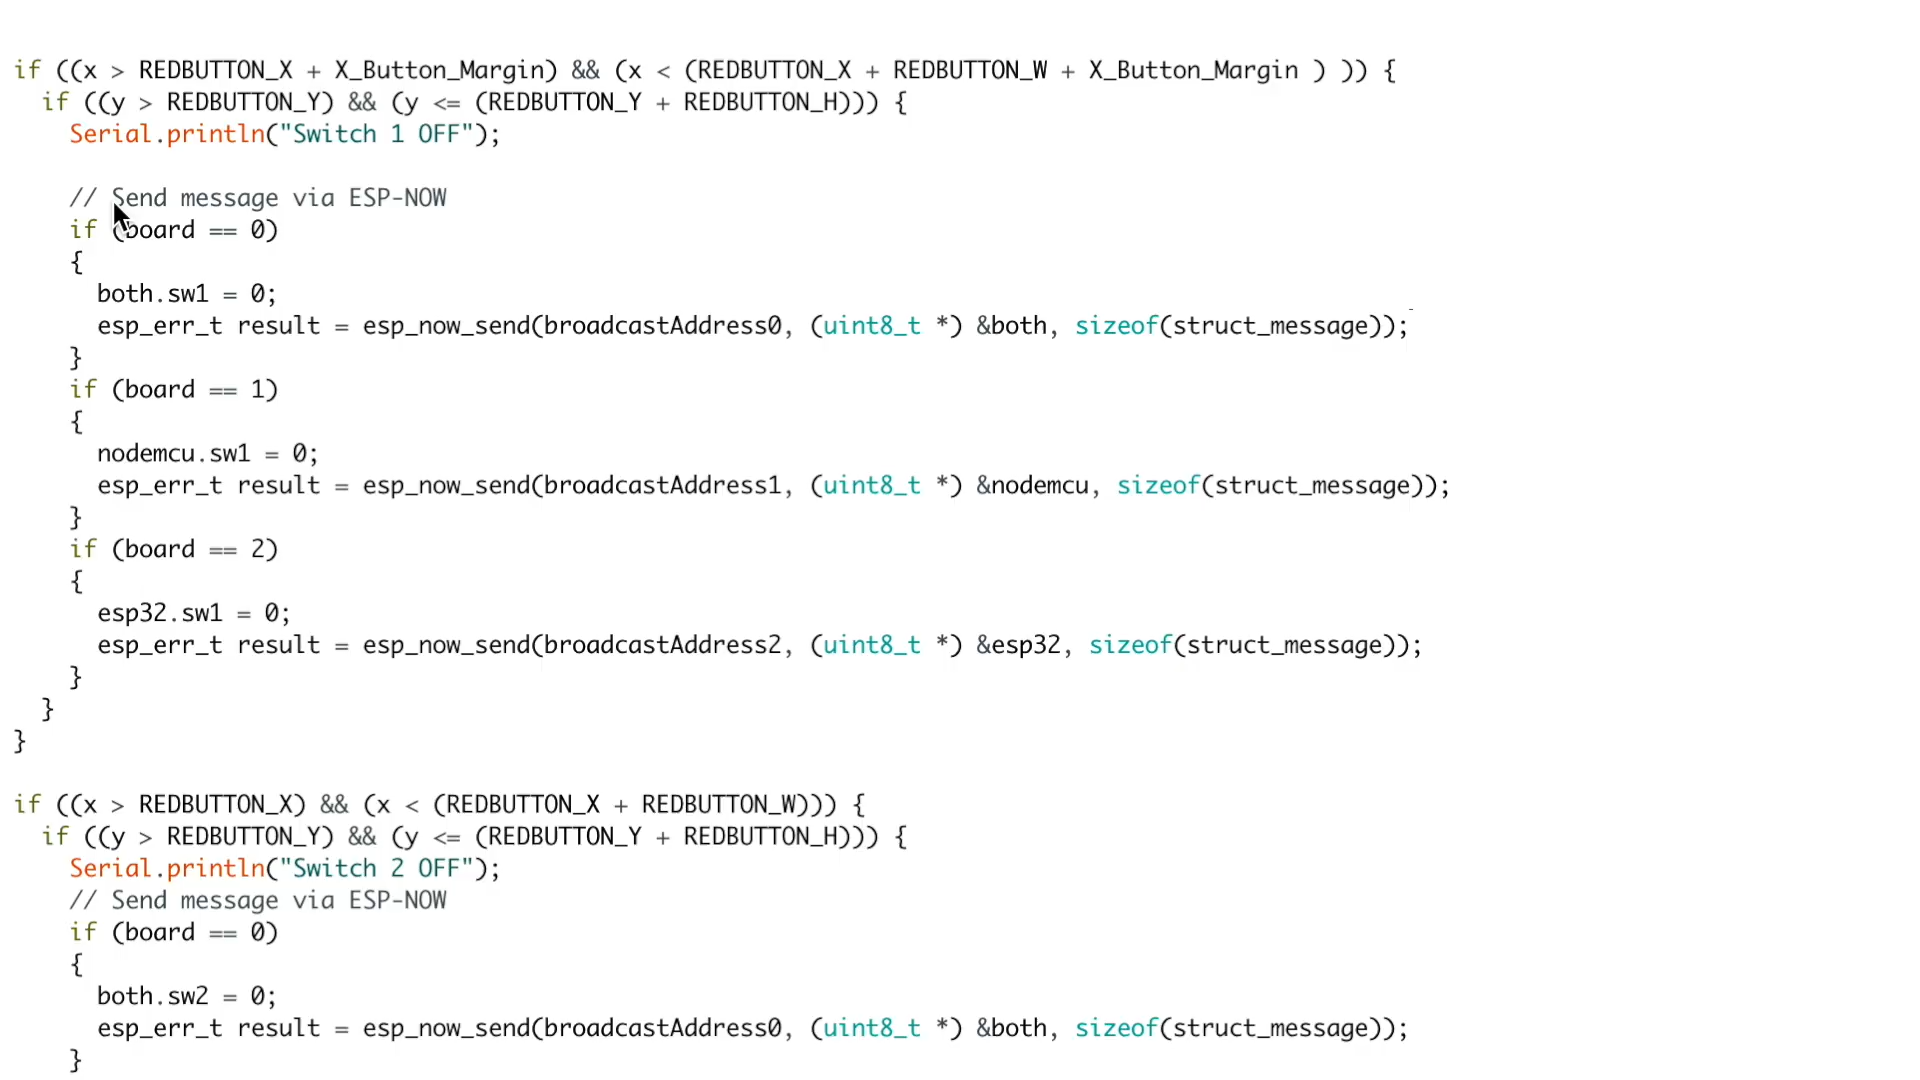 if ((x > REDBUTTON_X + X_Button_Margin) && (x < (REDBUTTON_X + REDBUTTON_W + X_Button_Margin ) )) {
if ((y > REDBUTTON_Y) && (y <= (REDBUTTON_Y + REDBUTTON_H))) {
Serial.println("Switch 1 OFF");
// Send message via ESP-NOW
if (board == 0)
{
both.sw1 = 0;
esp_err_t result = esp_now_send(broadcastAddress0, (uint8_t *) &both, sizeof(struct_message));
}
if (board == 1)
{
nodemcu.sw1 = 0;
esp_err_t result = esp_now_send(broadcastAddress1, (uint8_t *) &nodemcu, sizeof(struct_message));
}
if (board == 2)
{
esp32.sw1 = 0;
esp_err_t result = esp_now_send(broadcastAddress2, (uint8_t *) &esp32, sizeof(struct_message));
}
}
}
if ((x > REDBUTTON_X) && (x < (REDBUTTON_X + REDBUTTON_W))) {
if ((y > REDBUTTON_Y) && (y <= (REDBUTTON_Y + REDBUTTON_H))) {
Serial.println("Switch 2 OFF");
// Send message via ESP-NOW
if (board == 0)
{
both.sw2 = 0;
esp_err_t result = esp_now_send(broadcastAddress0, (uint8_t *) &both, sizeof(struct_message));
}